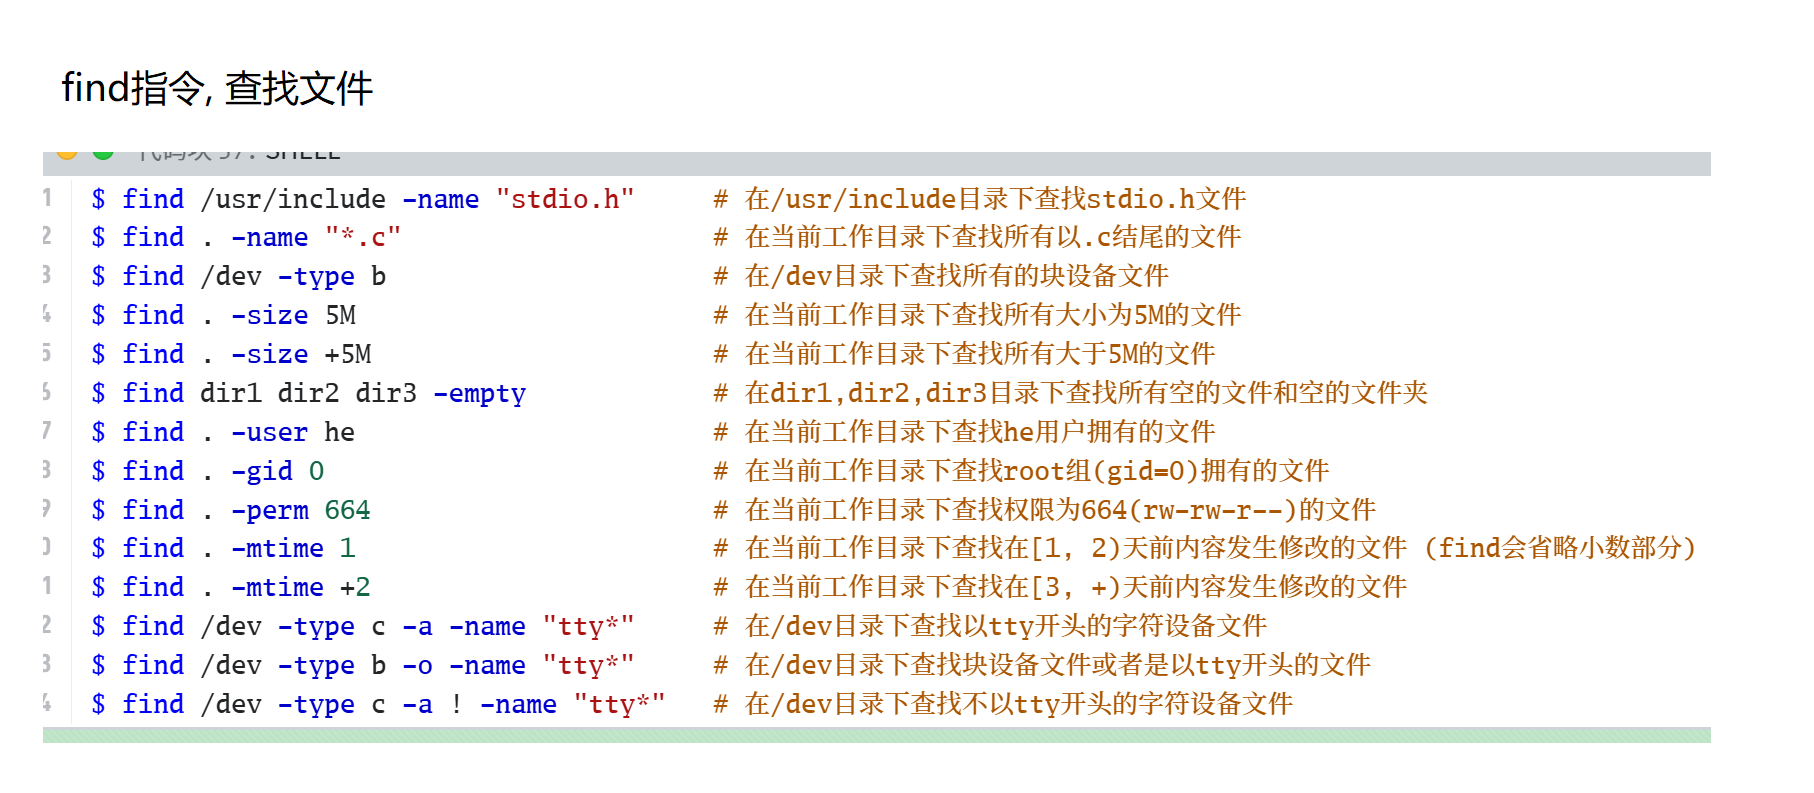 find指令, 查找文件
SHELL
1 $ find /usr/include -name "stdio.h" # 在/usr/include目录下查找stdio.h文件
2 $ find . -name "*.c" # 在当前工作目录下查找所有以.c结尾的文件
3 $ find /dev -type b # 在/dev目录下查找所有的块设备文件
4 $ find . -size 5M # 在当前工作目录下查找所有大小为5M的文件
5 $ find . -size +5M # 在当前工作目录下查找所有大于5M的文件
6 $ find dir1 dir2 dir3 -empty # 在dir1,dir2,dir3目录下查找所有空的文件和空的文件夹
7 $ find . -user he # 在当前工作目录下查找he用户拥有的文件
8 $ find . -gid 0 # 在当前工作目录下查找root组(gid=0)拥有的文件
9 $ find . -perm 664 # 在当前工作目录下查找权限为664(rw-rw-r--)的文件
0 $ find . -mtime 1 # 在当前工作目录下查找在[1, 2)天前内容发生修改的文件 (find会省略小数部分)
1 $ find . -mtime +2 # 在当前工作目录下查找在[3, +)天前内容发生修改的文件
2 $ find /dev -type c -a -name "tty*" # 在/dev目录下查找以tty开头的字符设备文件
3 $ find /dev -type b -o -name "tty*" # 在/dev目录下查找块设备文件或者是以tty开头的文件
4 $ find /dev -type c -a ! -name "tty*" # 在/dev目录下查找不以tty开头的字符设备文件